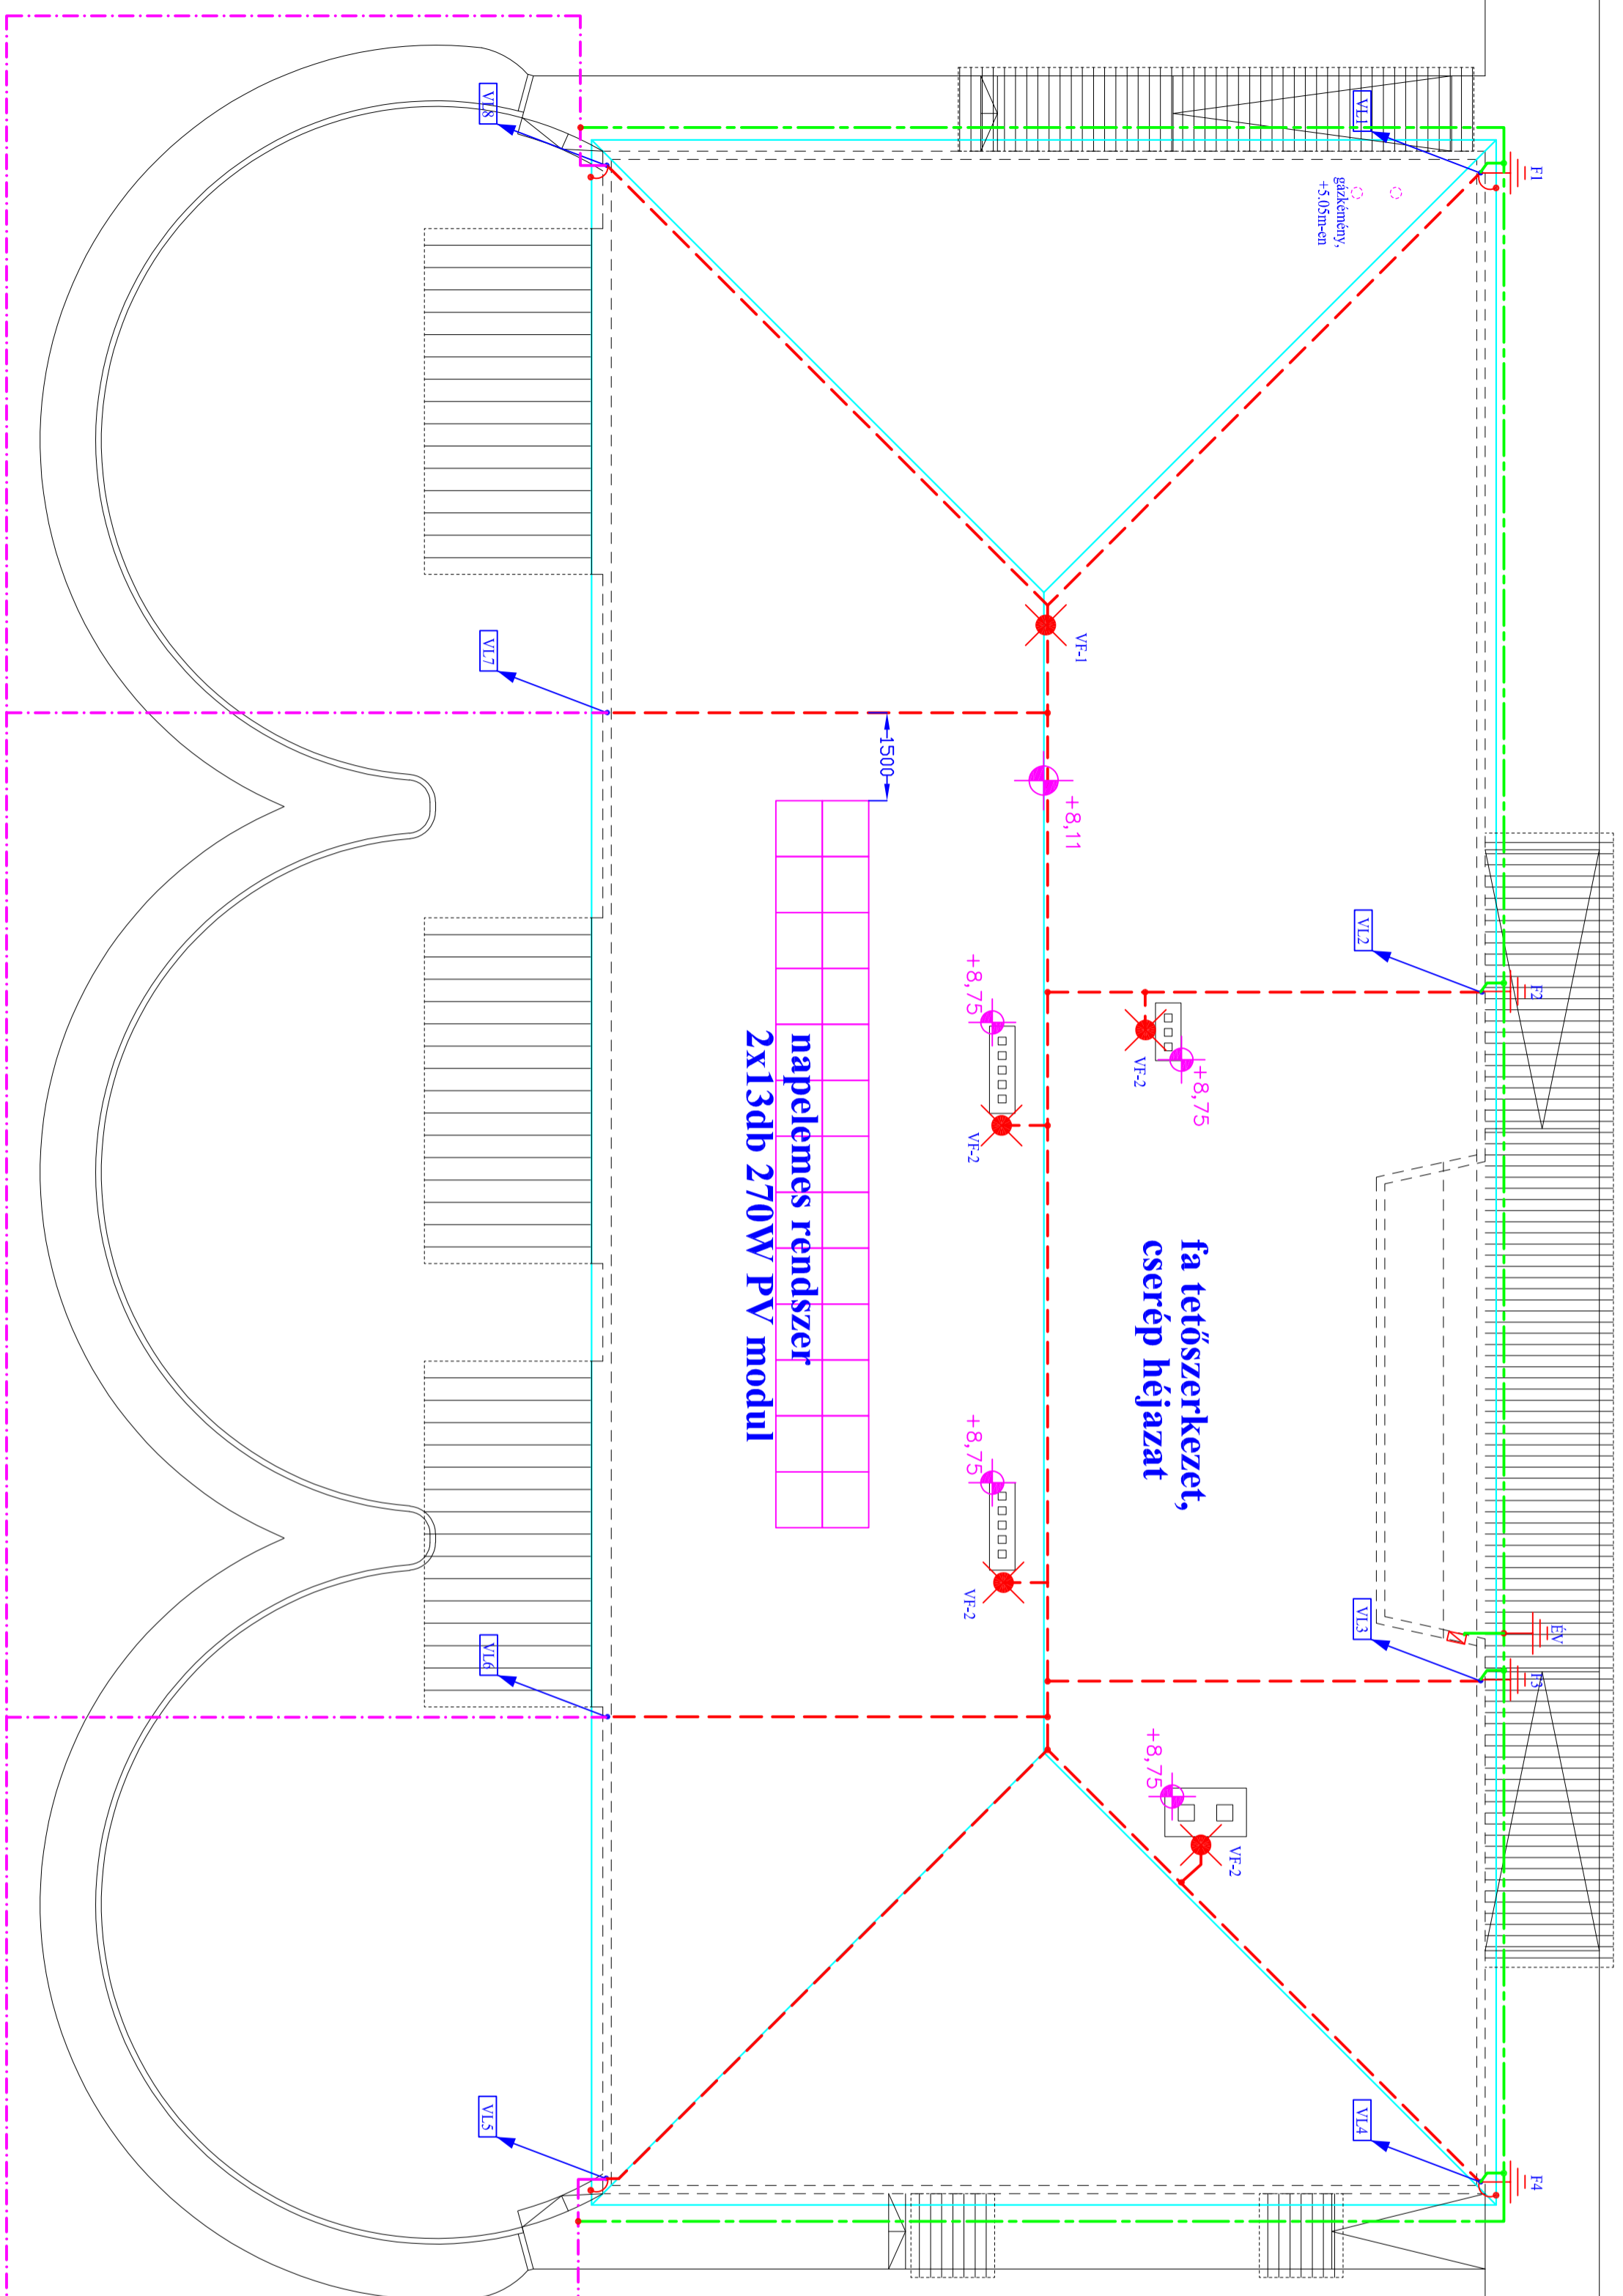 F1
VL1
gázkémény,
+5.05m-en
VL8
VF-1
VL7
1500
+8,11
VL2
F2
+8,75
VF-2
+8,75
VF-2
fa tetőszerkezet,
cserép héjazat
napelemes rendszer
2x13db 270W PV modul
+8,75
VF-2
ÉV
VL3
F3
VL6
+8,75
VF-2
VL4
F4
VL5